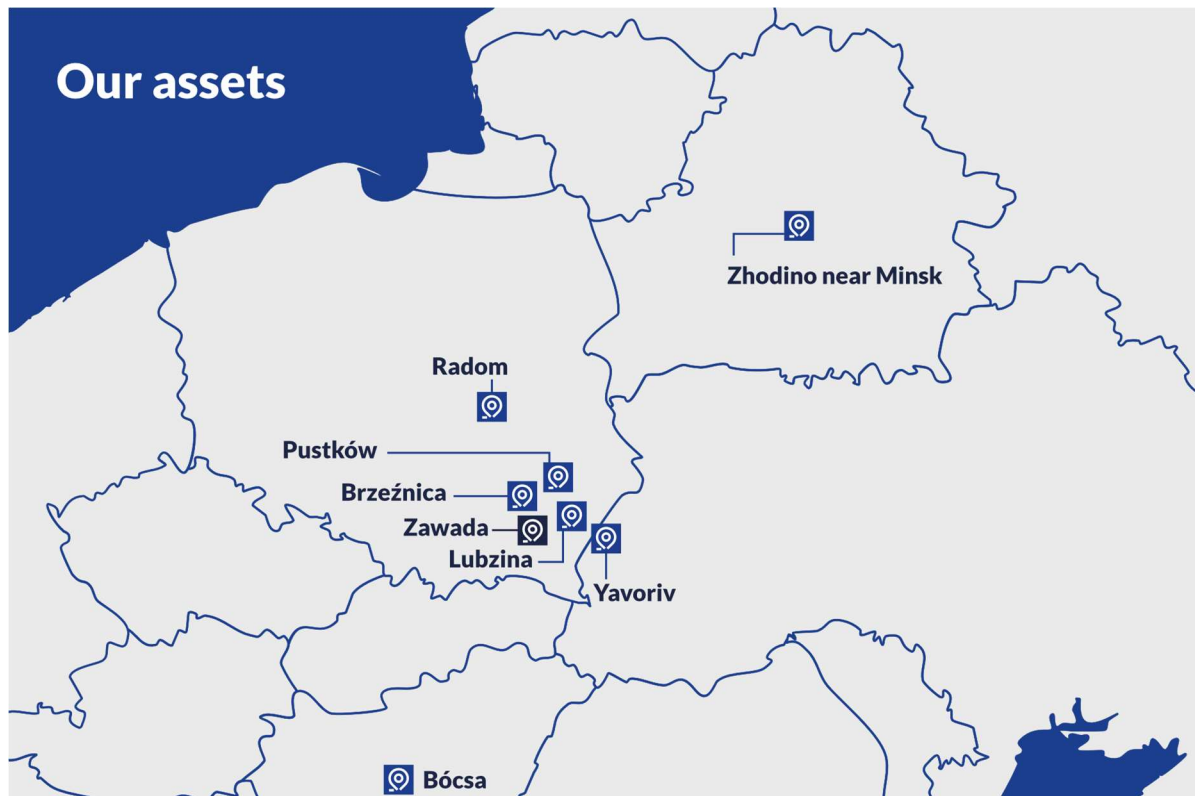 Our assets
Zhodino near Minsk
Radom
Pustków
Brzeźnica
Zawada
Lubzina
Yavoriv
Bócsa